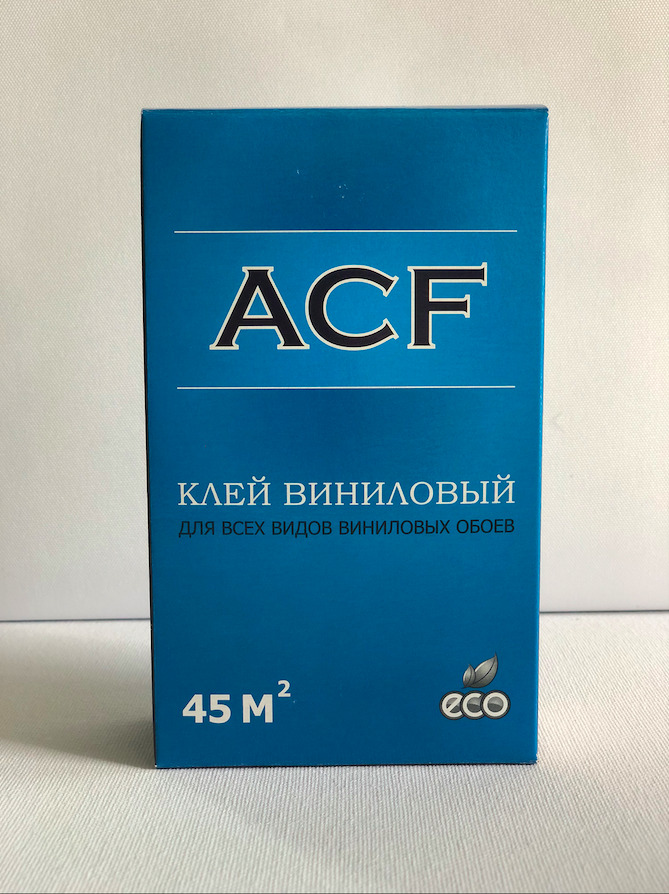 ACF
КЛЕЙ ВИНИЛОВЫЙ
ДЛЯ ВСЕХ ВИДОВ ВИНИЛОВЫХ ОБОЕВ
45 М²
eco